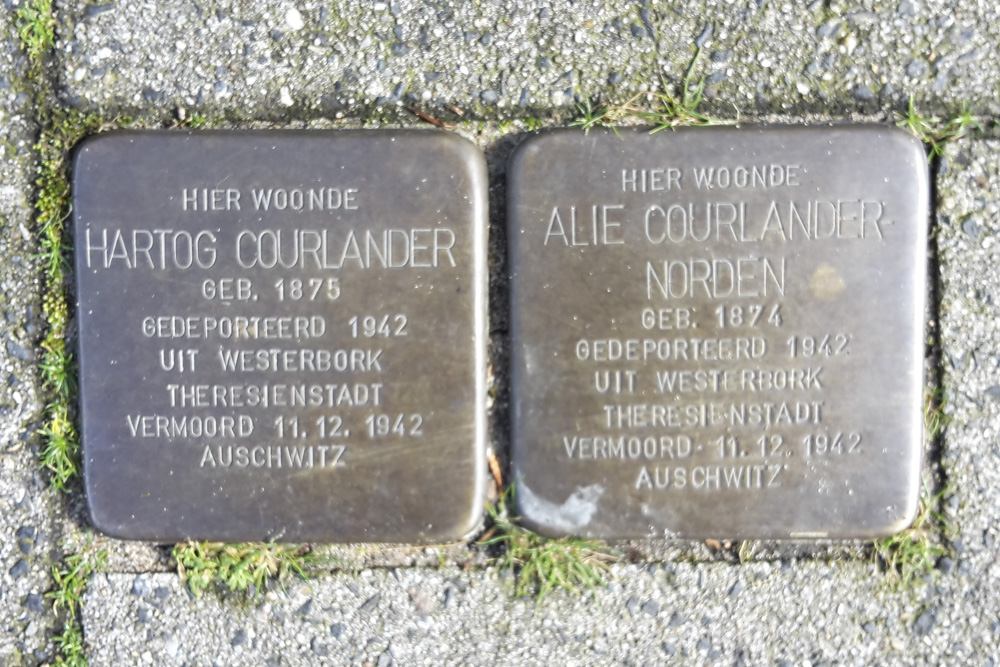 HIER WOONDE
HARTOG COURLANDER
GEB. 1875
GEDEPORTEERD 1942
UIT WESTERBORK
THERESIENSTADT
VERMOORD 11.12.1942
AUSCHWITZ
HIER WOONDE
ALIE COURLANDER-
NORDEN
GEB. 1874
GEDEPORTEERD 1942
UIT WESTERBORK
THERESIENSTADT
VERMOORD 11.12.1942
AUSCHWITZ